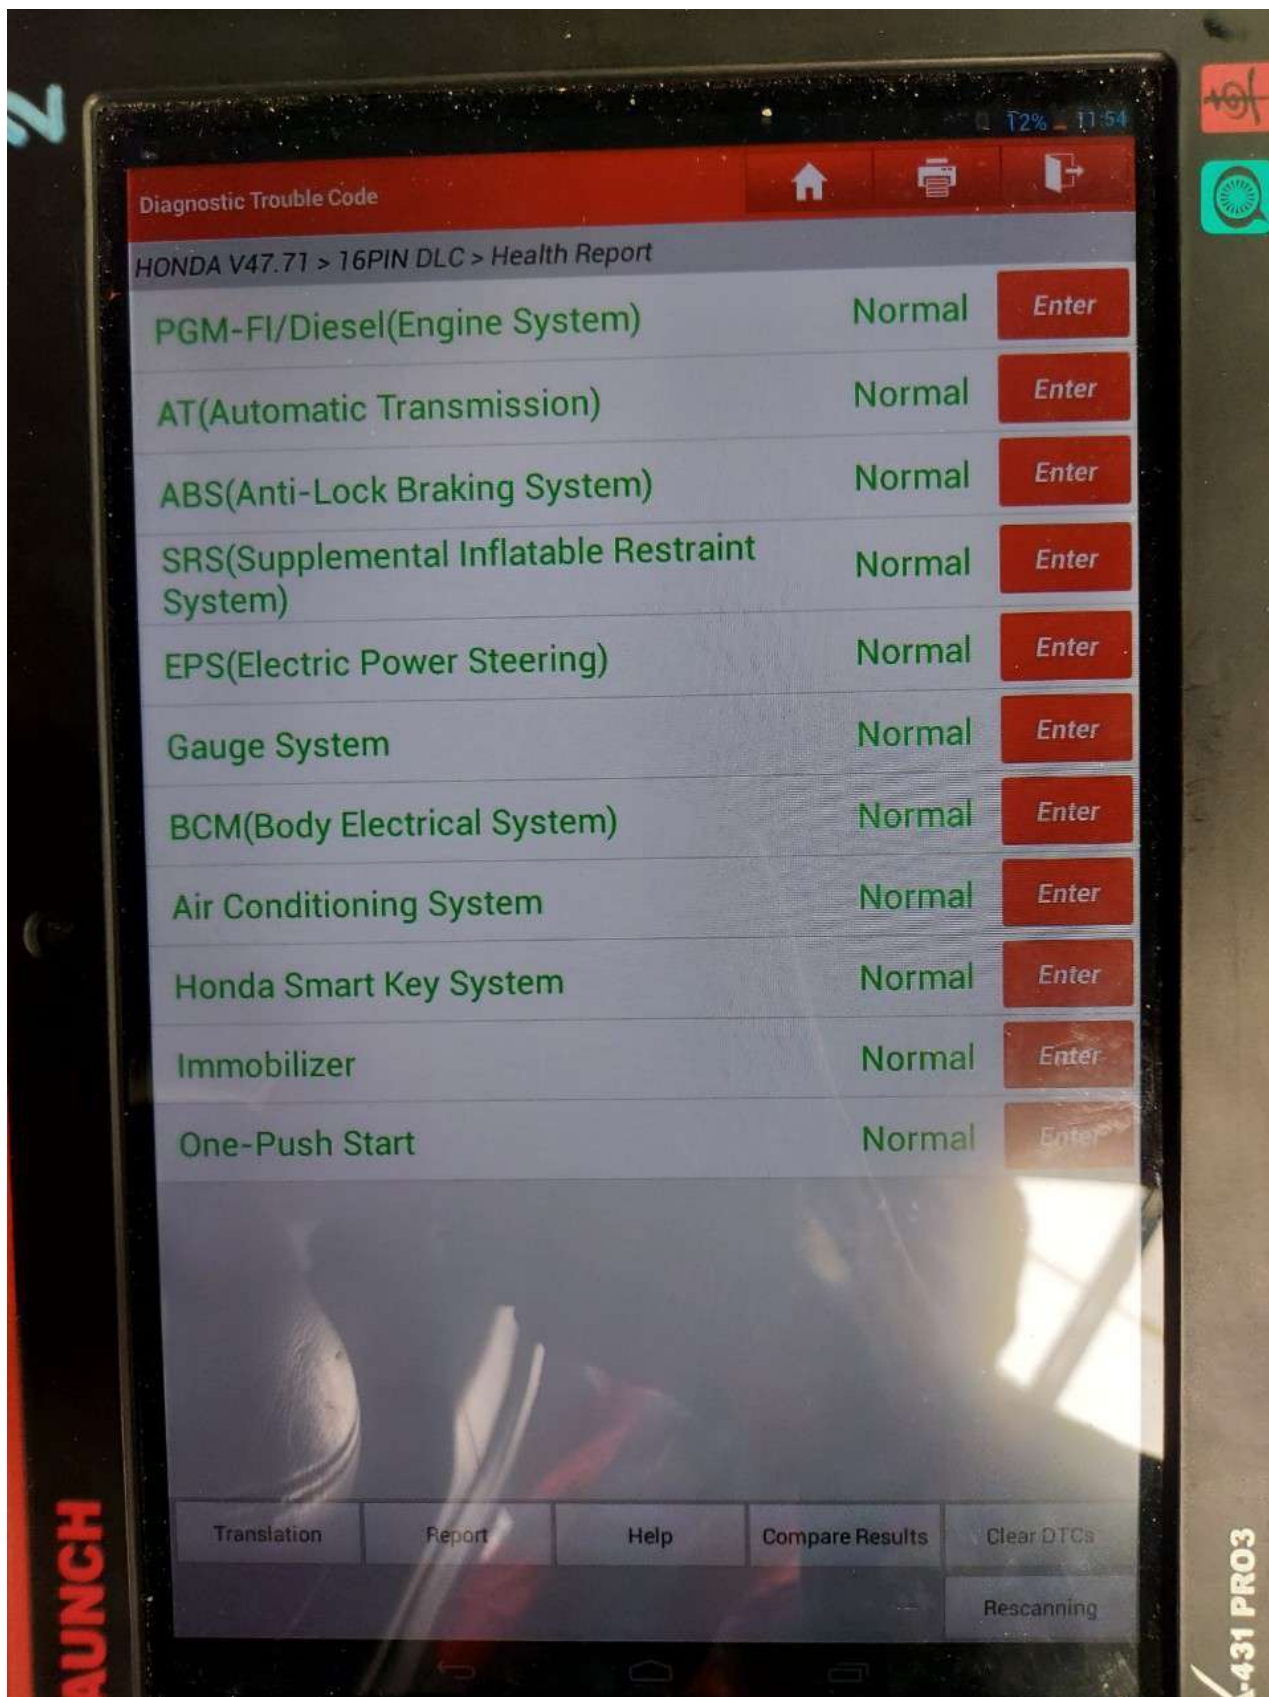 12% 11:54
Diagnostic Trouble Code
HONDA V47.71 > 16PIN DLC > Health Report
PGM-FI/Diesel(Engine System) Normal Enter
AT(Automatic Transmission) Normal Enter
ABS(Anti-Lock Braking System) Normal Enter
SRS(Supplemental Inflatable Restraint
System) Normal Enter
EPS(Electric Power Steering) Normal Enter
Gauge System Normal Enter
BCM(Body Electrical System) Normal Enter
Air Conditioning System Normal Enter
Honda Smart Key System Normal Enter
Immobilizer Normal Enter
One-Push Start Normal Enter
Translation Report Help Compare Results Clear DTCs
Rescanning
AUNCH
-431 PRO3